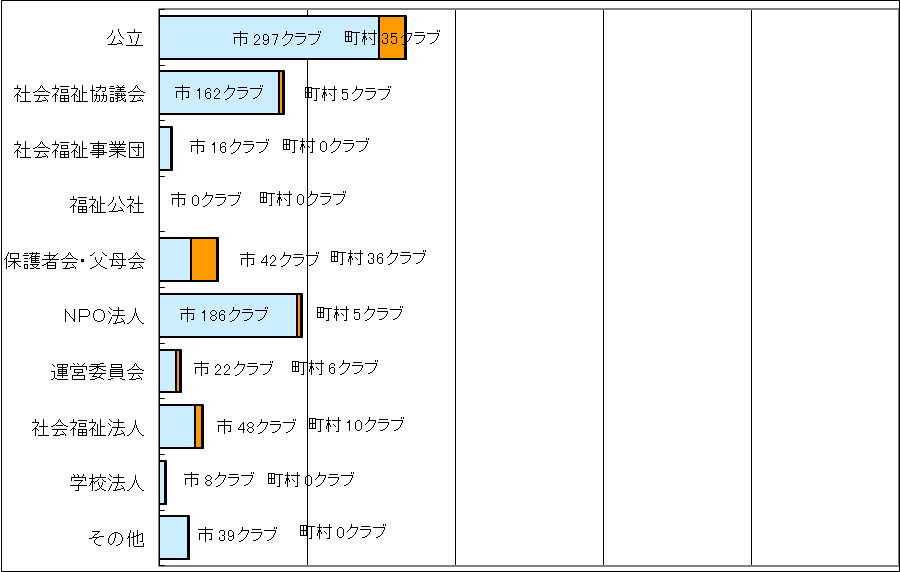 公立 市 297クラブ 町村 35クラブ
社会福祉協議会 市 162クラブ 町村 5クラブ
社会福祉事業団 市 16クラブ 町村 0クラブ
福祉公社 市 0クラブ 町村 0クラブ
保護者会・父母会 市 42クラブ 町村 36クラブ
NPO法人 市 186クラブ 町村 5クラブ
運営委員会 市 22クラブ 町村 6クラブ
社会福祉法人 市 48クラブ 町村 10クラブ
学校法人 市 8クラブ 町村 0クラブ
その他 市 39クラブ 町村 0クラブ